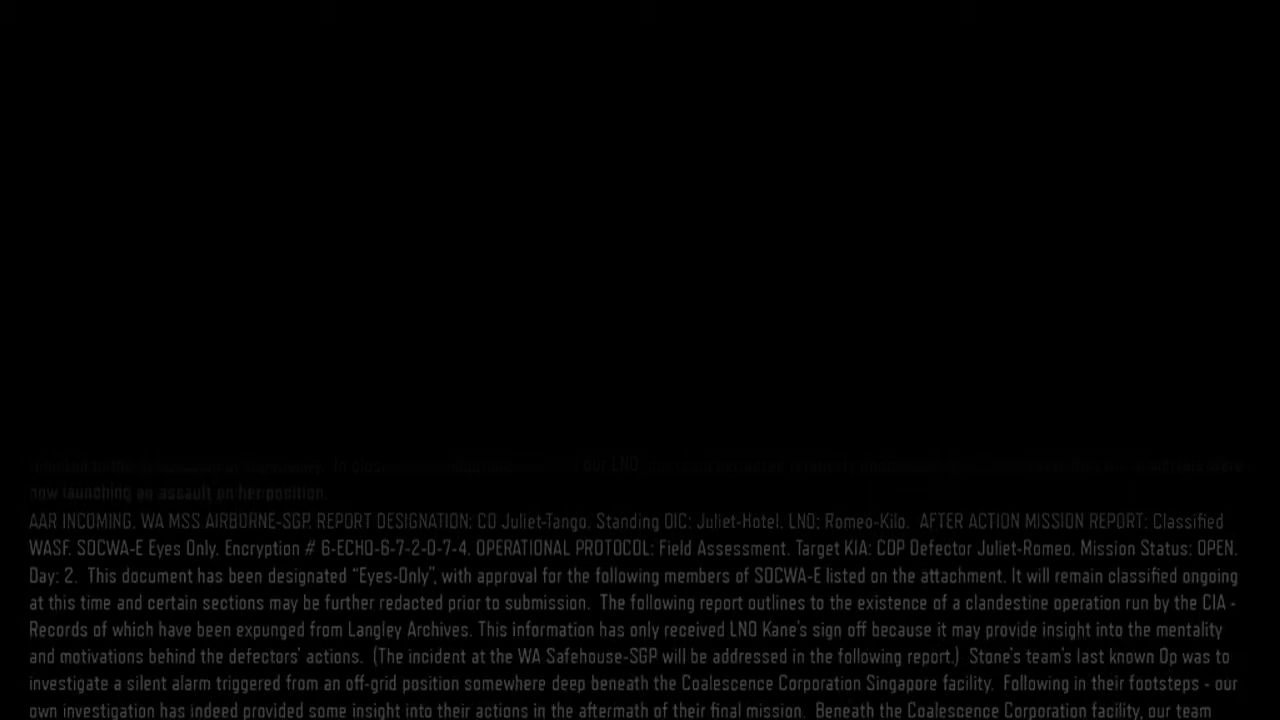 our LND
now launching an assault on her position.
AAR INCOMING. WA MSS AIRBORNE-SGP. REPORT DESIGNATION: CO Juliet-Tango. Standing OIC: Juliet-Hotel. LNO; Romeo-Kilo.  AFTER ACTION MISSION REPORT: Classified
WASF. SOCWA-E Eyes Only. Encryption # 6-ECHO-6-7-2-0-7-4. OPERATIONAL PROTOCOL: Field Assessment. Target KIA: CDP Defector Juliet-Romeo. Mission Status: OPEN.
Day: 2.  This document has been designated “Eyes-Only”, with approval for the following members of SOCWA-E listed on the attachment. It will remain classified ongoing
at this time and certain sections may be further redacted prior to submission.  The following report outlines to the existence of a clandestine operation run by the CIA -
Records of which have been expunged from Langley Archives. This information has only received LNO Kane's sign off because it may provide insight into the mentality
and motivations behind the defectors' actions.  (The incident at the WA Safehouse-SGP will be addressed in the following report.)  Stone's team's last known Op was to
investigate a silent alarm triggered from an off-grid position somewhere deep beneath the Coalescence Corporation Singapore facility.  Following in their footsteps - our
own investigation has indeed provided some insight into their actions in the aftermath of their final mission.  Beneath the Coalescence Corporation facility, our team